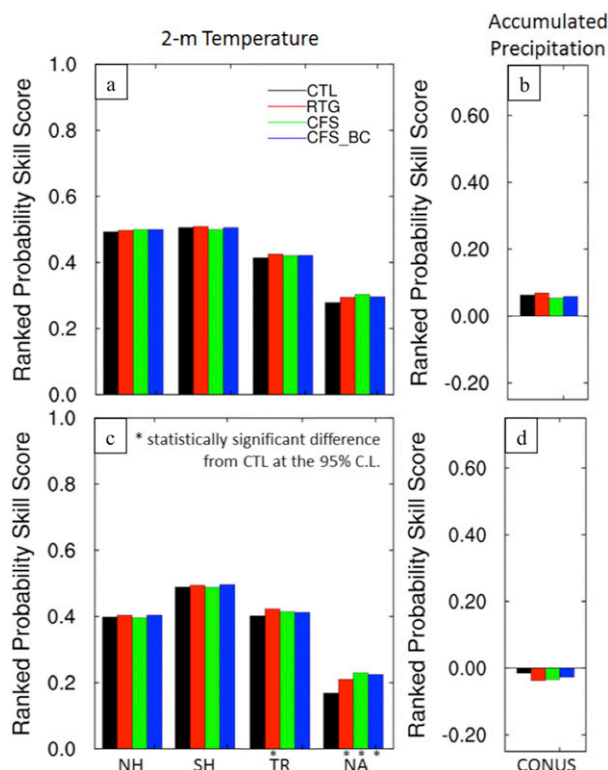 2-m Temperature
Accumulated
Precipitation
Ranked Probability Skill Score
1.0
0.8
0.6
0.4
0.2
0.0
a
CTL
RTG
CFS
CFS_BC
Ranked Probability Skill Score
0.60
0.40
0.20
0.00
-0.20
b
Ranked Probability Skill Score
1.0
0.8
0.6
0.4
0.2
0.0
c
* statistically significant difference
from CTL at the 95% C.L.
* * * *
NH SH TR NA
Ranked Probability Skill Score
0.60
0.40
0.20
0.00
-0.20
d
CONUS